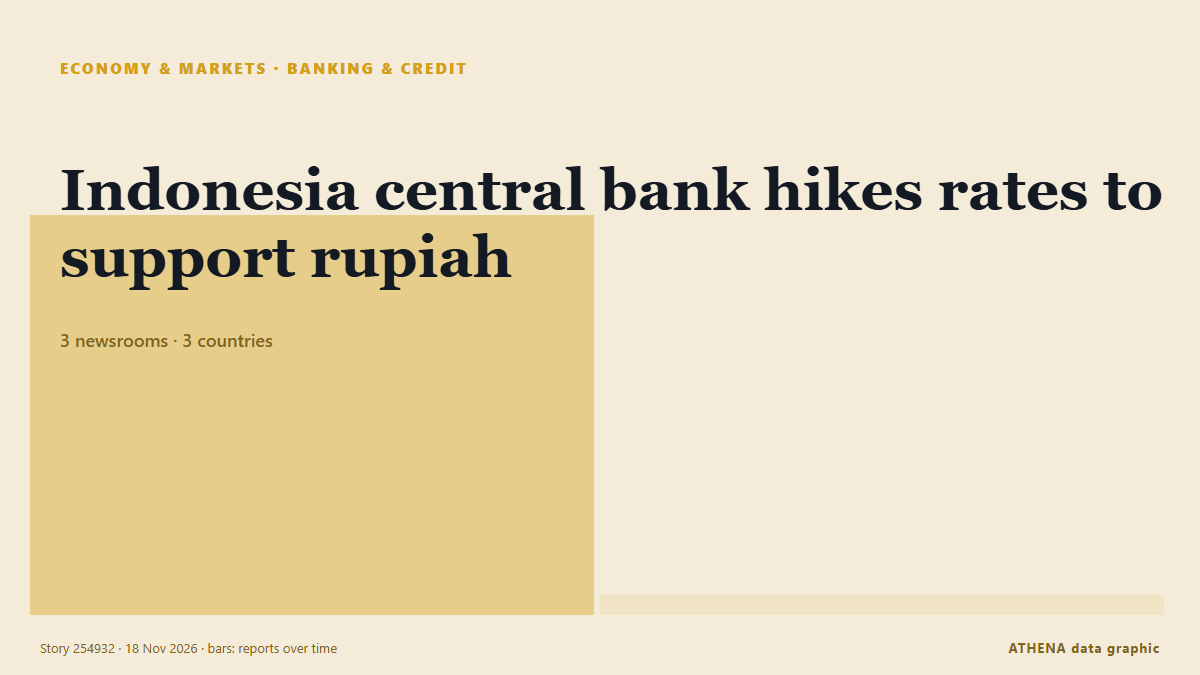 ECONOMY & MARKETS · BANKING & CREDIT
Indonesia central bank hikes rates to
support rupiah
3 newsrooms · 3 countries
Story 254932 · 18 Nov 2026 · bars: reports over time
ATHENA data graphic